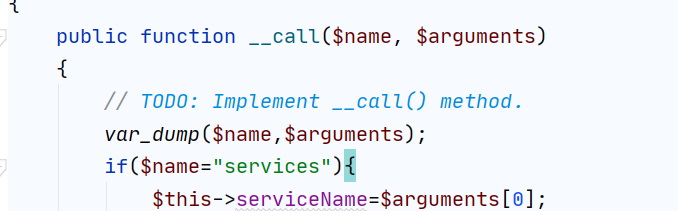 {
public function __call($name, $arguments)
{
// TODO: Implement __call() method.
var_dump($name,$arguments);
if($name="services"){
$this->serviceName=$arguments[0];